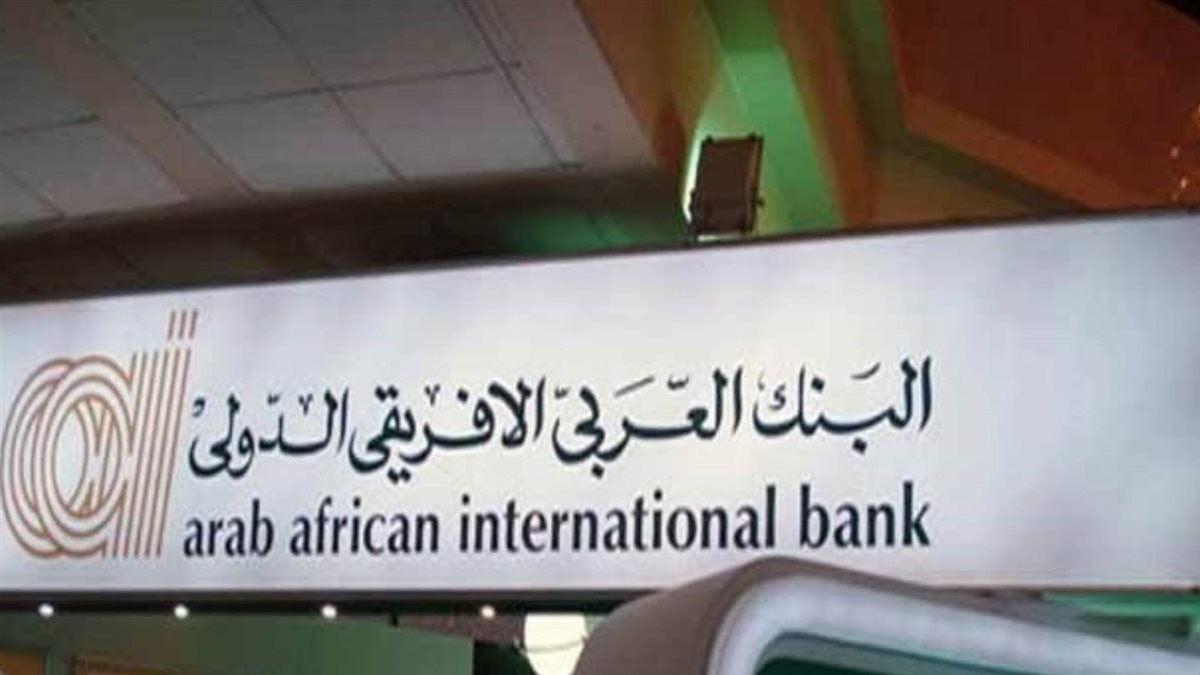 البنك العربي الافريقي الدولي
arab african international bank